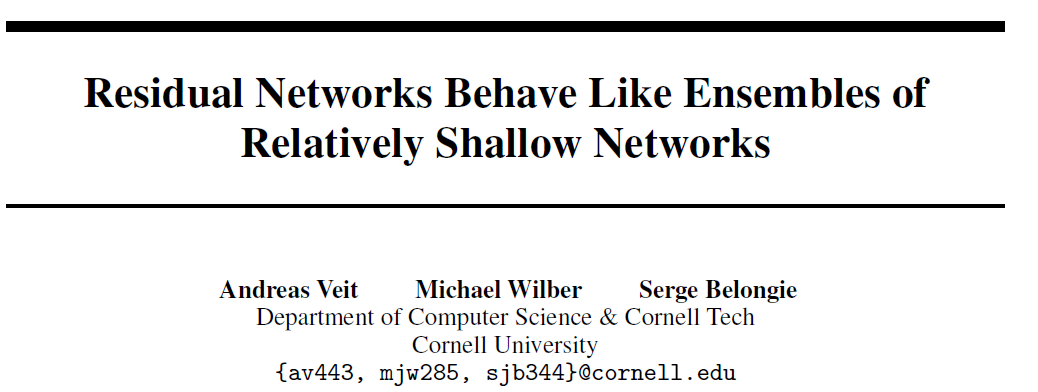 Residual Networks Behave Like Ensembles of
Relatively Shallow Networks
Andreas Veit Michael Wilber Serge Belongie
Department of Computer Science & Cornell Tech
Cornell University
{av443, mjw285, sjb344}@cornell.edu